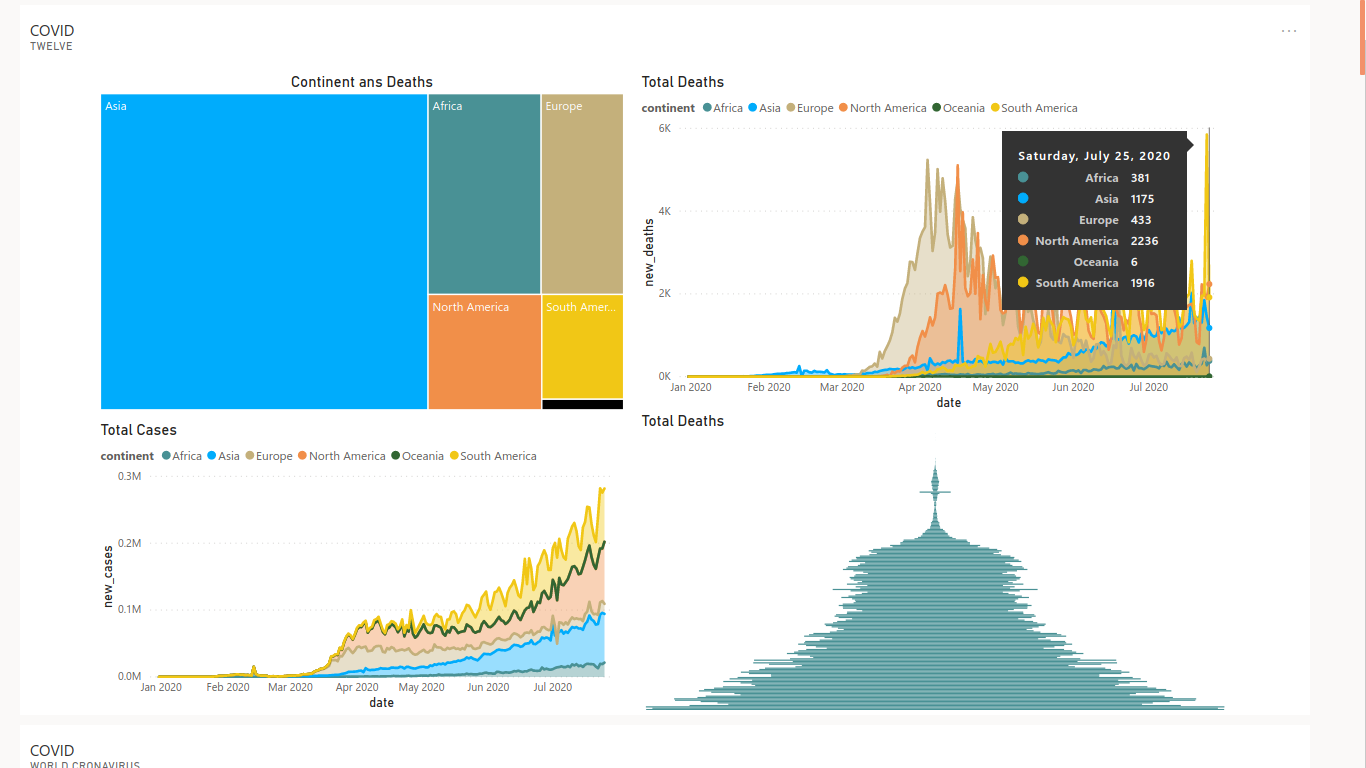 COVID
TWELVE
...
Continent ans Deaths
Asia
Africa
Europe
North America
South Amer...
Total Deaths
continent Africa Asia Europe North America Oceania South America
6K
4K
2K
0K
new_deaths
Jan 2020 Feb 2020 Mar 2020 Apr 2020 May 2020 Jun 2020 Jul 2020
date
Saturday, July 25, 2020
Africa 381
Asia 1175
Europe 433
North America 2236
Oceania 6
South America 1916
Total Cases
continent Africa Asia Europe North America Oceania South America
0.3M
0.2M
0.1M
0.0M
new_cases
Jan 2020 Feb 2020 Mar 2020 Apr 2020 May 2020 Jun 2020 Jul 2020
date
Total Deaths
COVID
WORLD CRONAVIRUS